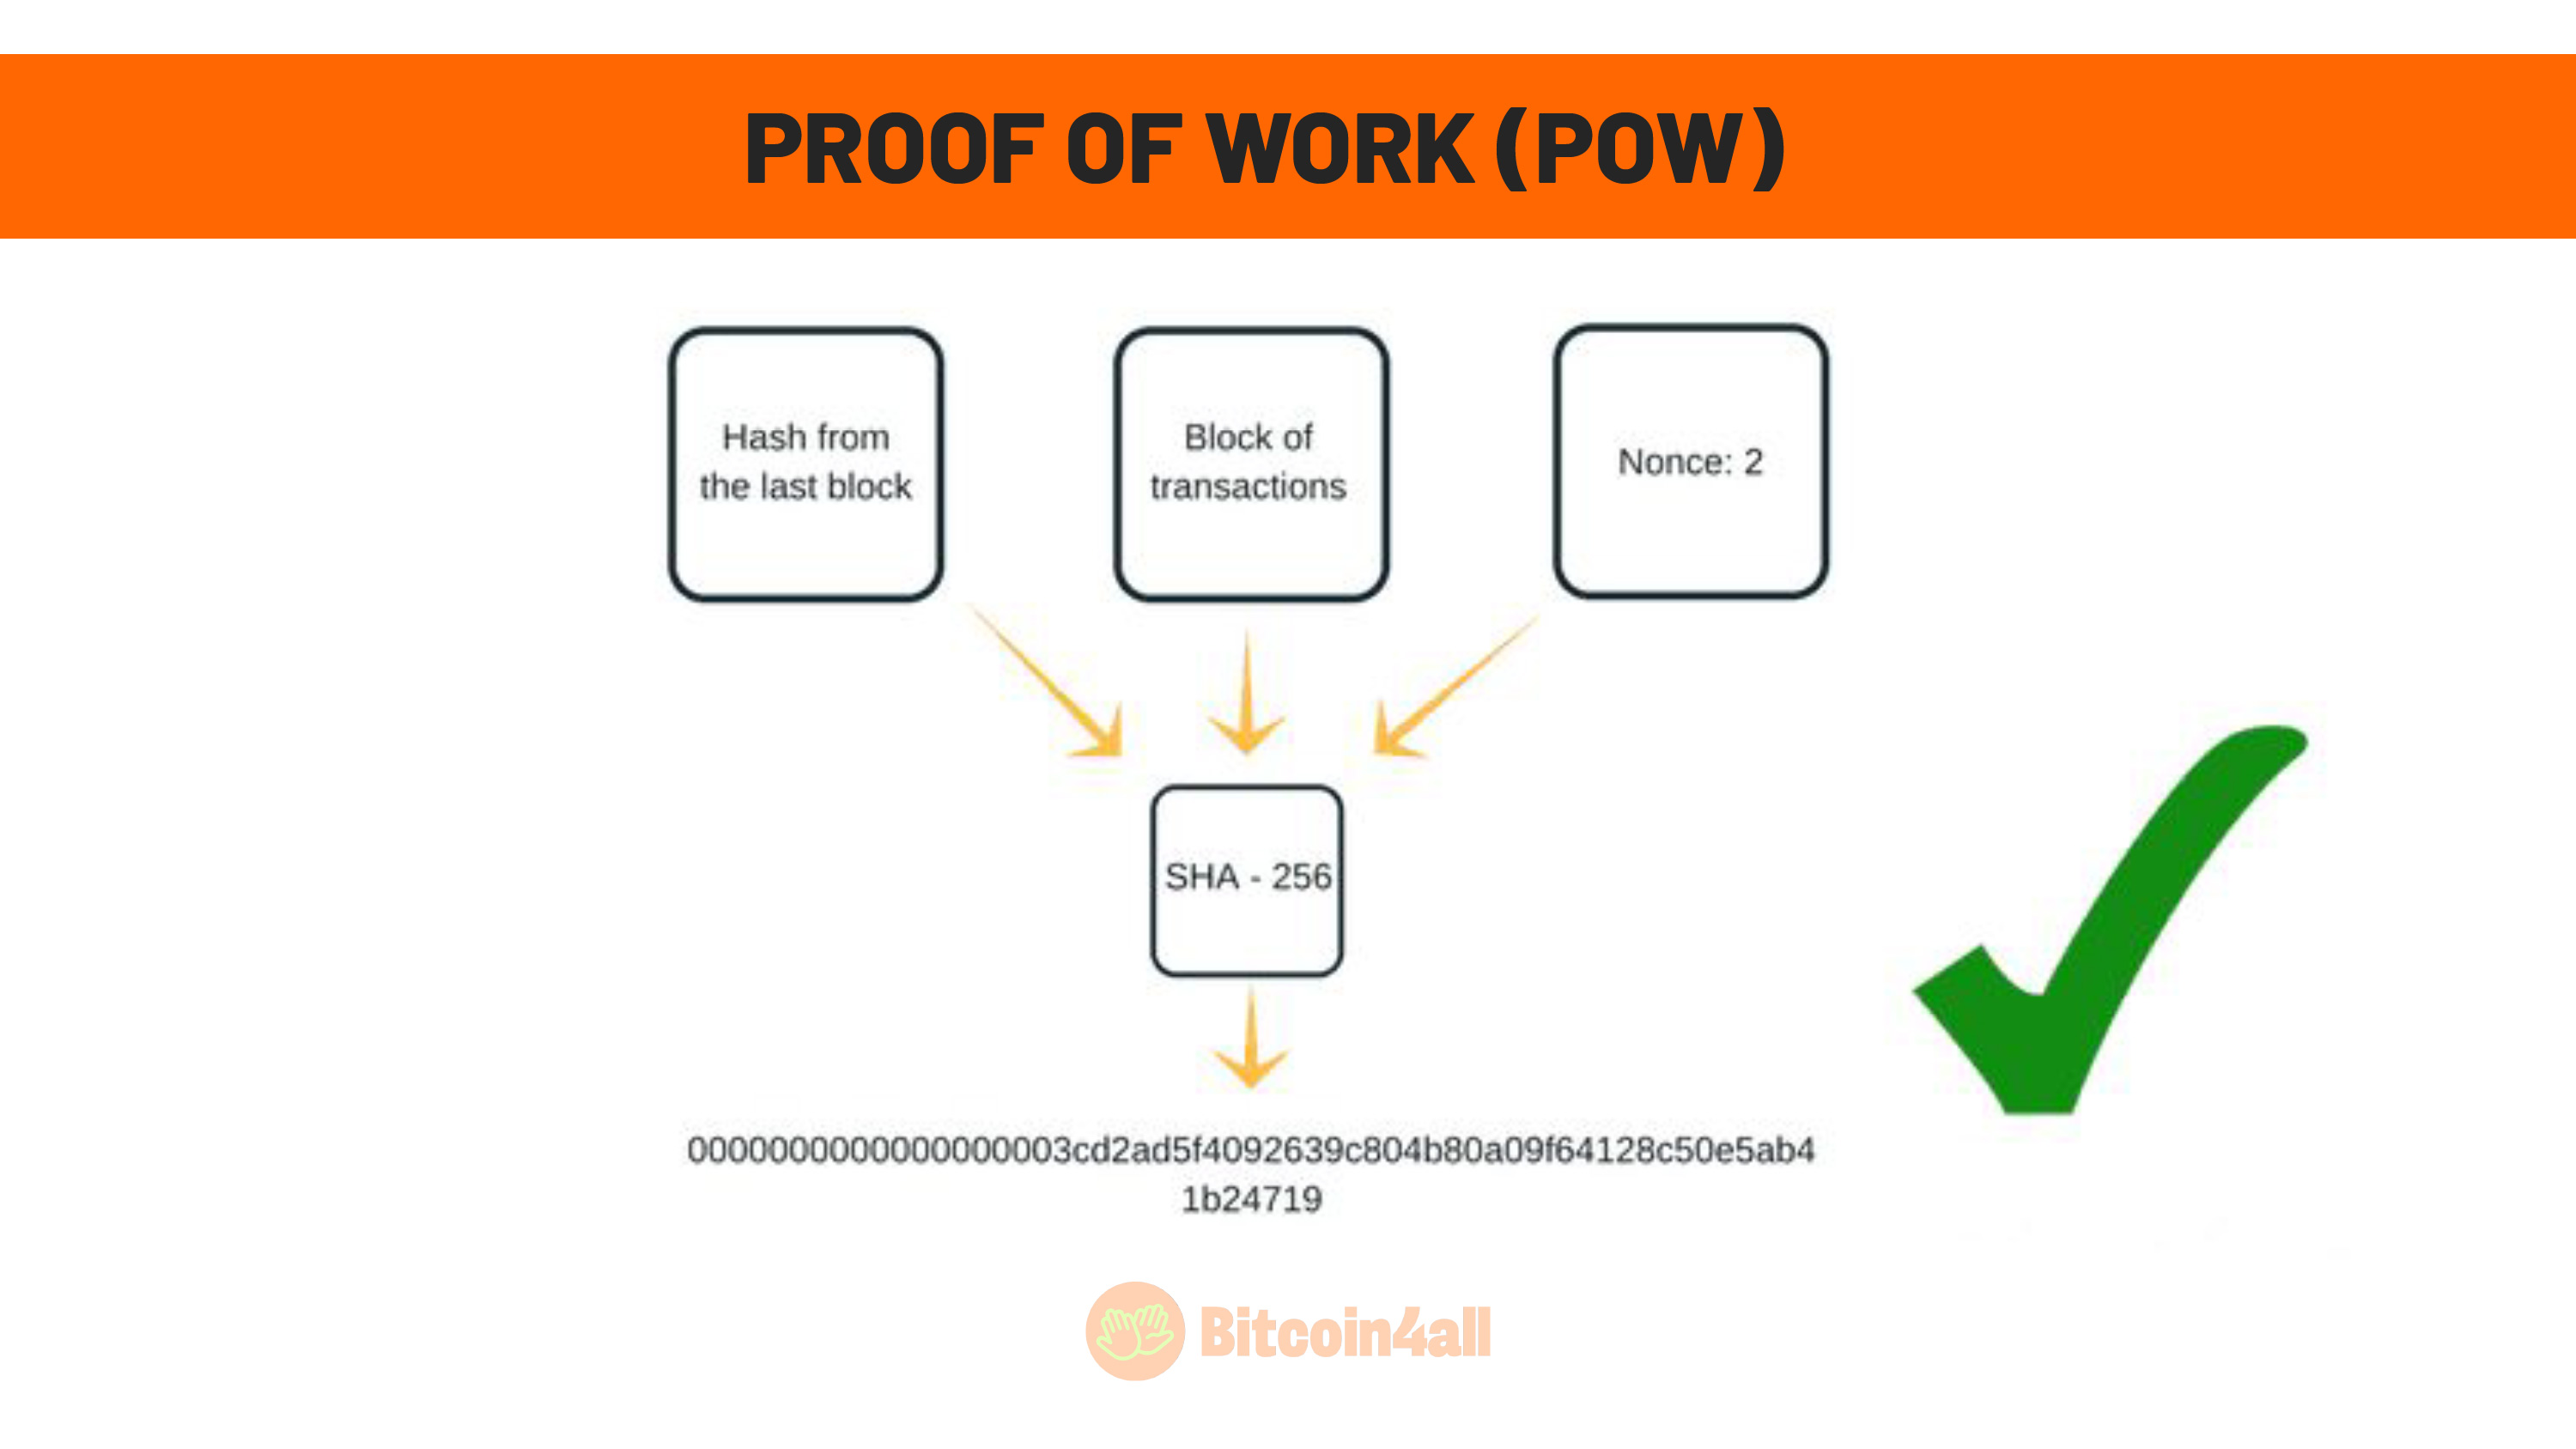 PROOF OF WORK (POW)
Hash from
the last block
Block of
transactions
Nonce: 2
SHA - 256
0000000000000000003cd2ad5f4092639c804b80a09f64128c50e5ab4
1b24719
Bitcoin4all